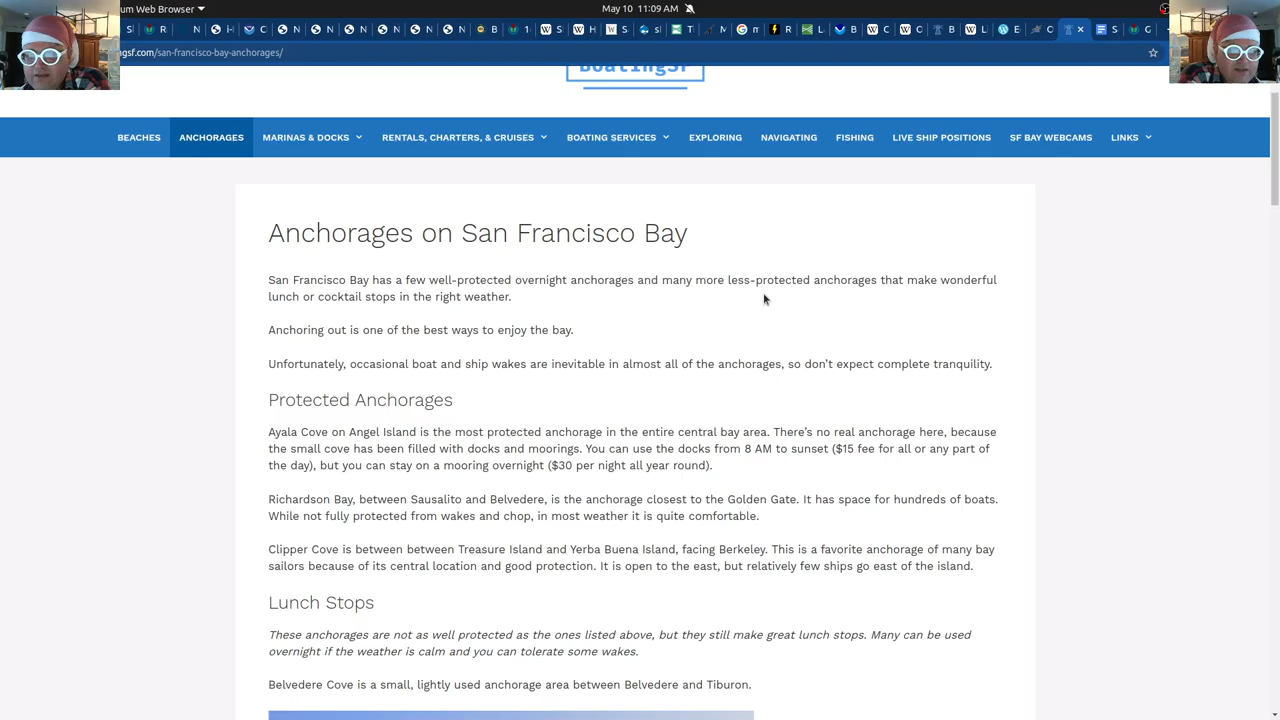 um Web Browser
May 10 11:09 AM
ngsf.com/san-francisco-bay-anchorages/
BoatingSF
BEACHES ANCHORAGES MARINAS & DOCKS RENTALS, CHARTERS, & CRUISES BOATING SERVICES EXPLORING NAVIGATING FISHING LIVE SHIP POSITIONS SF BAY WEBCAMS LINKS
Anchorages on San Francisco Bay
San Francisco Bay has a few well-protected overnight anchorages and many more less-protected anchorages that make wonderful
lunch or cocktail stops in the right weather.
Anchoring out is one of the best ways to enjoy the bay.
Unfortunately, occasional boat and ship wakes are inevitable in almost all of the anchorages, so don’t expect complete tranquility.
Protected Anchorages
Ayala Cove on Angel Island is the most protected anchorage in the entire central bay area. There’s no real anchorage here, because
the small cove has been filled with docks and moorings. You can use the docks from 8 AM to sunset ($15 fee for all or any part of
the day), but you can stay on a mooring overnight ($30 per night all year round).
Richardson Bay, between Sausalito and Belvedere, is the anchorage closest to the Golden Gate. It has space for hundreds of boats.
While not fully protected from wakes and chop, in most weather it is quite comfortable.
Clipper Cove is between between Treasure Island and Yerba Buena Island, facing Berkeley. This is a favorite anchorage of many bay
sailors because of its central location and good protection. It is open to the east, but relatively few ships go east of the island.
Lunch Stops
These anchorages are not as well protected as the ones listed above, but they still make great lunch stops. Many can be used
overnight if the weather is calm and you can tolerate some wakes.
Belvedere Cove is a small, lightly used anchorage area between Belvedere and Tiburon.